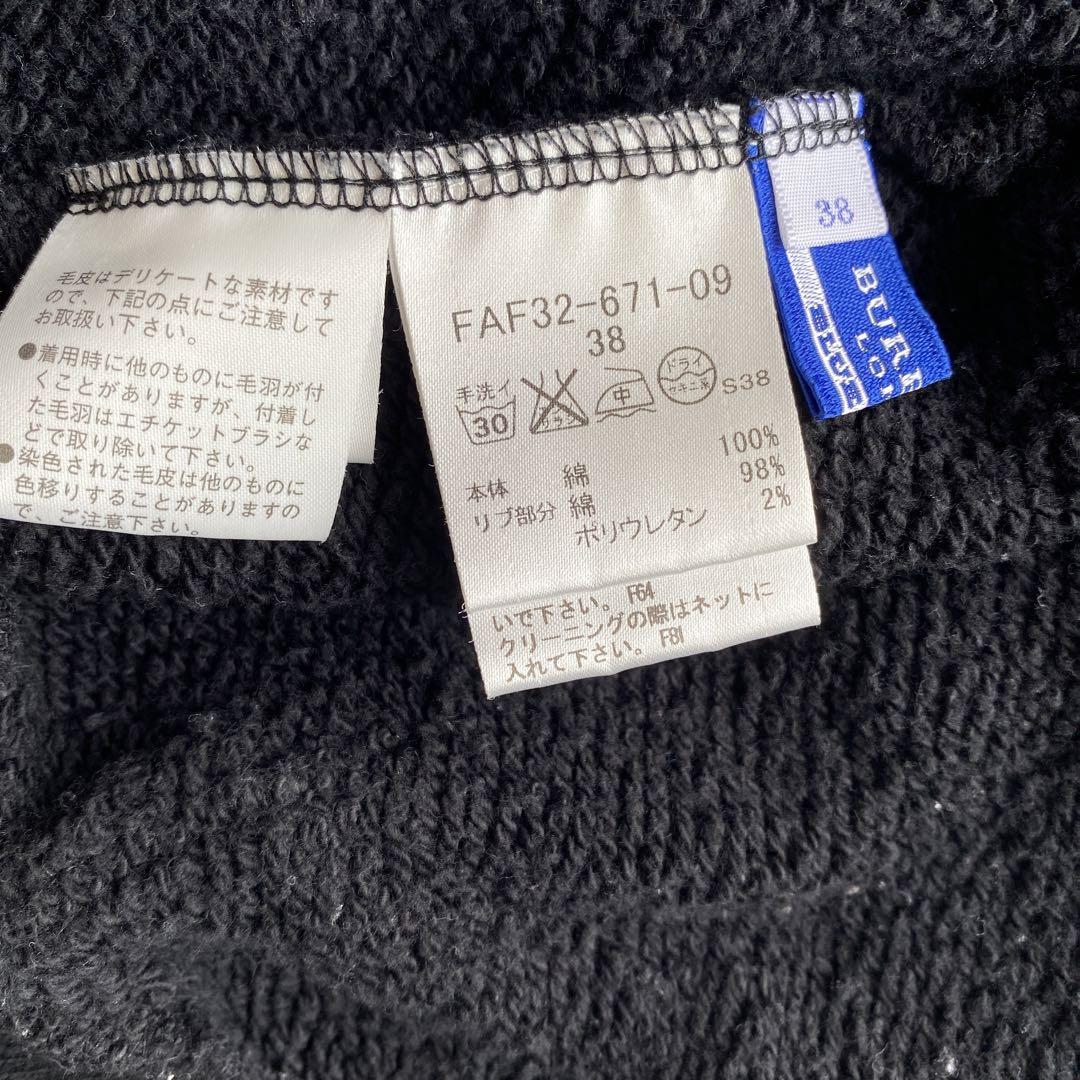 毛皮はデリケートな素材です
ので、下記の点にご注意して
お取扱い下さい。
●着用時に他のものに毛羽が付
くことがありますが、付着し
た毛羽はエチケットブラシな
どで取り除いて下さい。
●染色された毛皮は他のものに
色移りすることがありますの
で、ご注意下さい。
FAF32-671-09
38
手洗イ
30
中
ドライ
セキユ系
S38
100%
本体 綿 98%
リブ部分 綿 2%
ポリウレタン
いで下さい。F64
クリーニングの際はネットに
入れて下さい。F81
38
BUR
LO